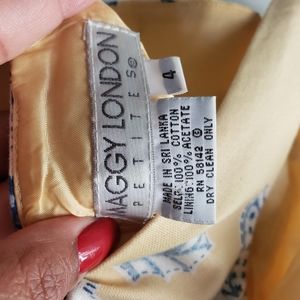 MAGGY LONDON
PETITES®
4
MADE IN SRI LANKA
SELF: 100% COTTON
LINING: 100% ACETATE
RN 58142 ©
DRY CLEAN ONLY